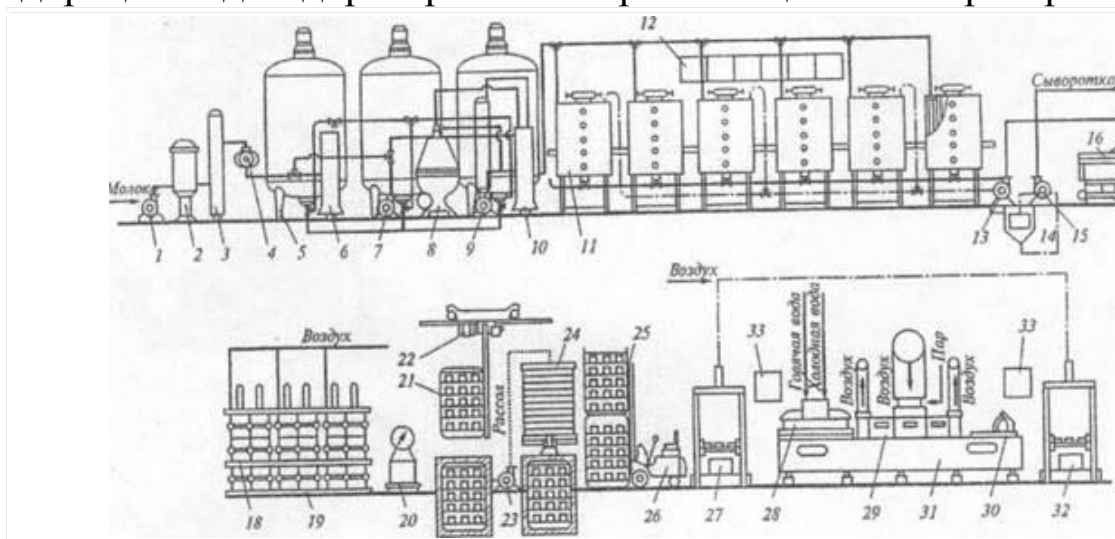 12
Сыворотка
16
Молоко
1 2 3 4 5 6 7 8 9 10 11 13 14 15
Воздух
Воздух
22
24
25
21
Рассол
33
Горячая вода
Холодная вода
Воздух
Воздух
Пар
Воздух
33
18 19 20 23 26 27 28 29 31 30 32